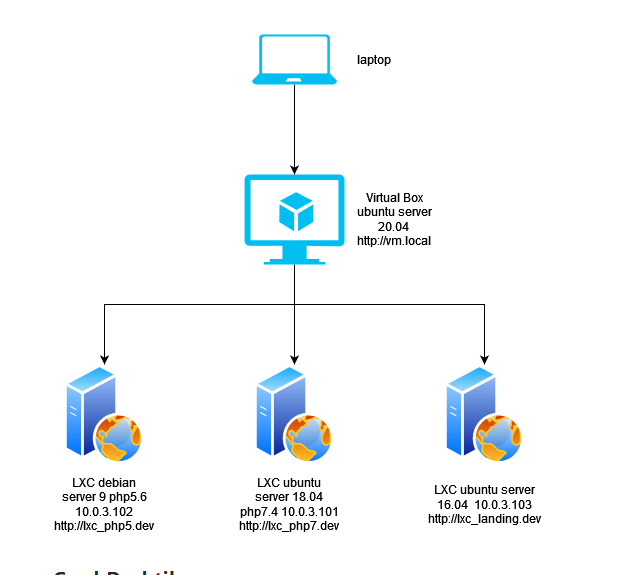 laptop
Virtual Box
ubuntu server
20.04
http://vm.local
LXC debian
server 9 php5.6
10.0.3.102
http://lxc_php5.dev
LXC ubuntu
server 18.04
php7.4 10.0.3.101
http://lxc_php7.dev
LXC ubuntu server
16.04 10.0.3.103
http://lxc_landing.dev